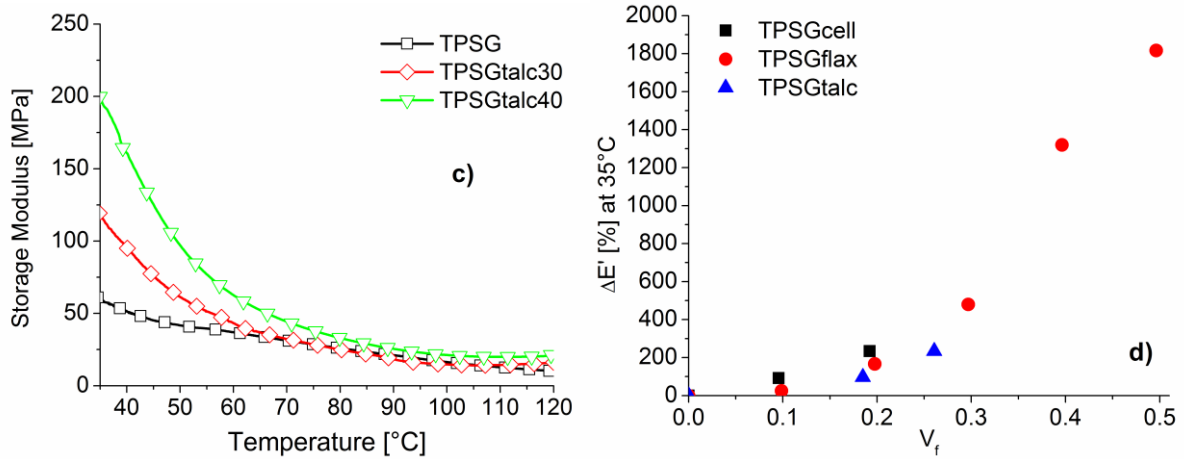 250
200
150
100
50
0
Storage Modulus [MPa]
40 50 60 70 80 90 100 110 120
Temperature [°C]
TPSG
TPSGtalc30
TPSGtalc40
c)
2000
1800
1600
1400
1200
1000
800
600
400
200
0
ΔE' [%] at 35°C
0.0 0.1 0.2 0.3 0.4 0.5
Vf
TPSGcell
TPSGflax
TPSGtalc
d)